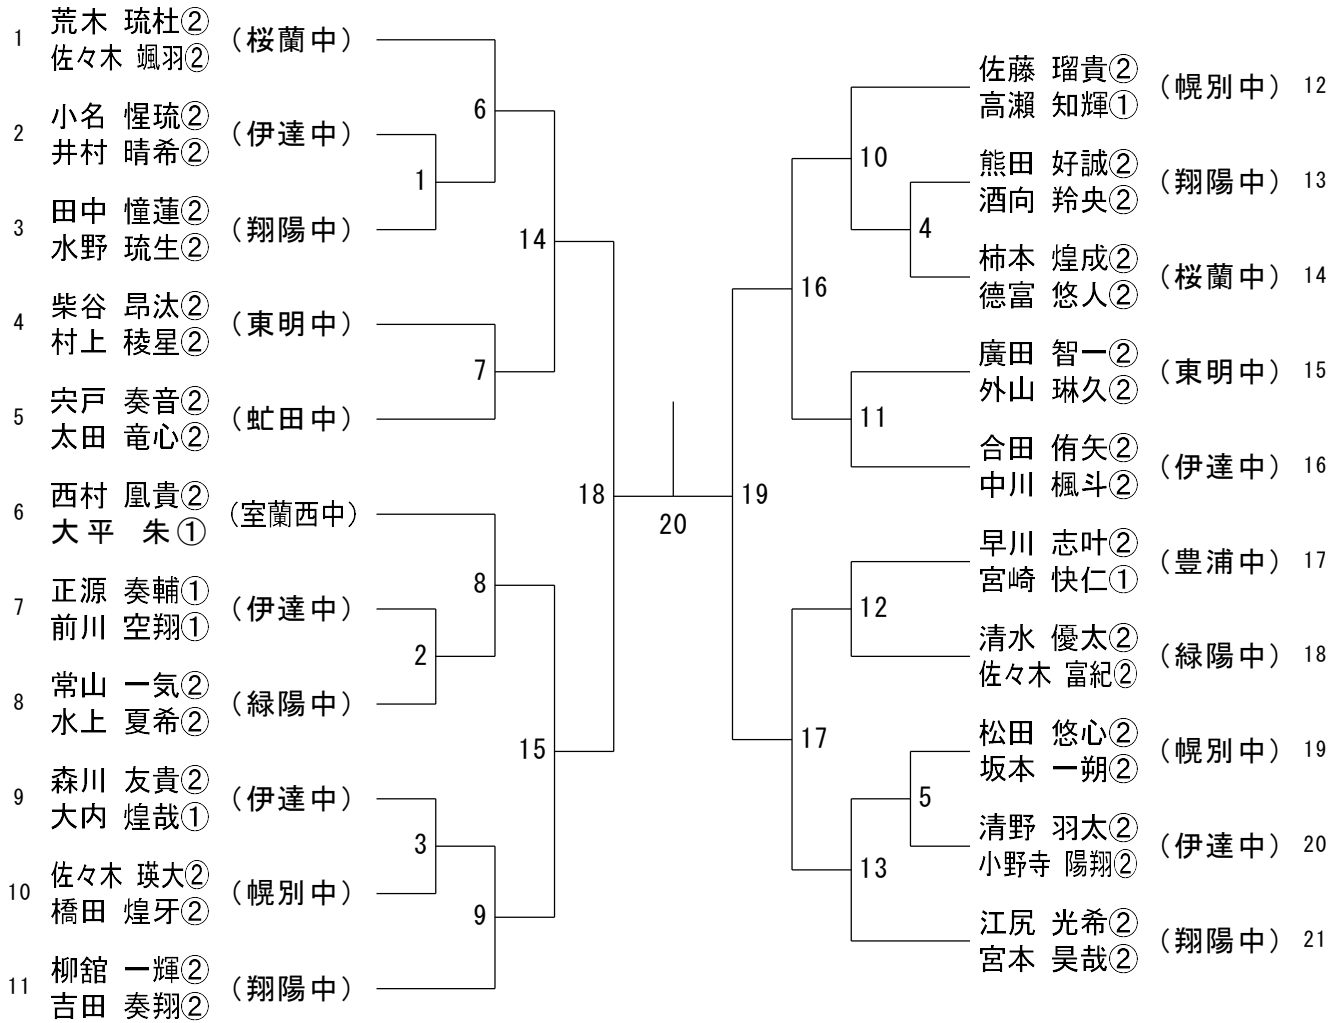 1 荒木 琉杜② (桜蘭中)
佐々木 颯羽②
2 小名 惺琉② (伊達中)
井村 晴希②
3 田中 憧蓮② (翔陽中)
水野 琉生②
4 柴谷 昂汰② (東明中)
村上 稜星②
5 宍戸 奏音② (虻田中)
太田 竜心②
6 西村 凰貴② (室蘭西中)
大平 朱①
7 正源 奏輔① (伊達中)
前川 空翔①
8 常山 一気② (緑陽中)
水上 夏希②
9 森川 友貴② (伊達中)
大内 煌哉①
10 佐々木 瑛大② (幌別中)
橋田 煌牙②
11 柳舘 一輝② (翔陽中)
吉田 奏翔②
6
1
14
7
18
8
2
15
3
9
20
19
16
10
4
11
12
17
5
13
佐藤 瑠貴② (幌別中) 12
高瀬 知輝①
熊田 好誠② (翔陽中) 13
酒向 羚央②
柿本 煌成② (桜蘭中) 14
德富 悠人②
廣田 智一② (東明中) 15
外山 琳久②
合田 侑矢② (伊達中) 16
中川 楓斗②
早川 志叶② (豊浦中) 17
宮崎 快仁①
清水 優太② (緑陽中) 18
佐々木 富紀②
松田 悠心② (幌別中) 19
坂本 一朔②
清野 羽太② (伊達中) 20
小野寺 陽翔②
江尻 光希② (翔陽中) 21
宮本 昊哉②